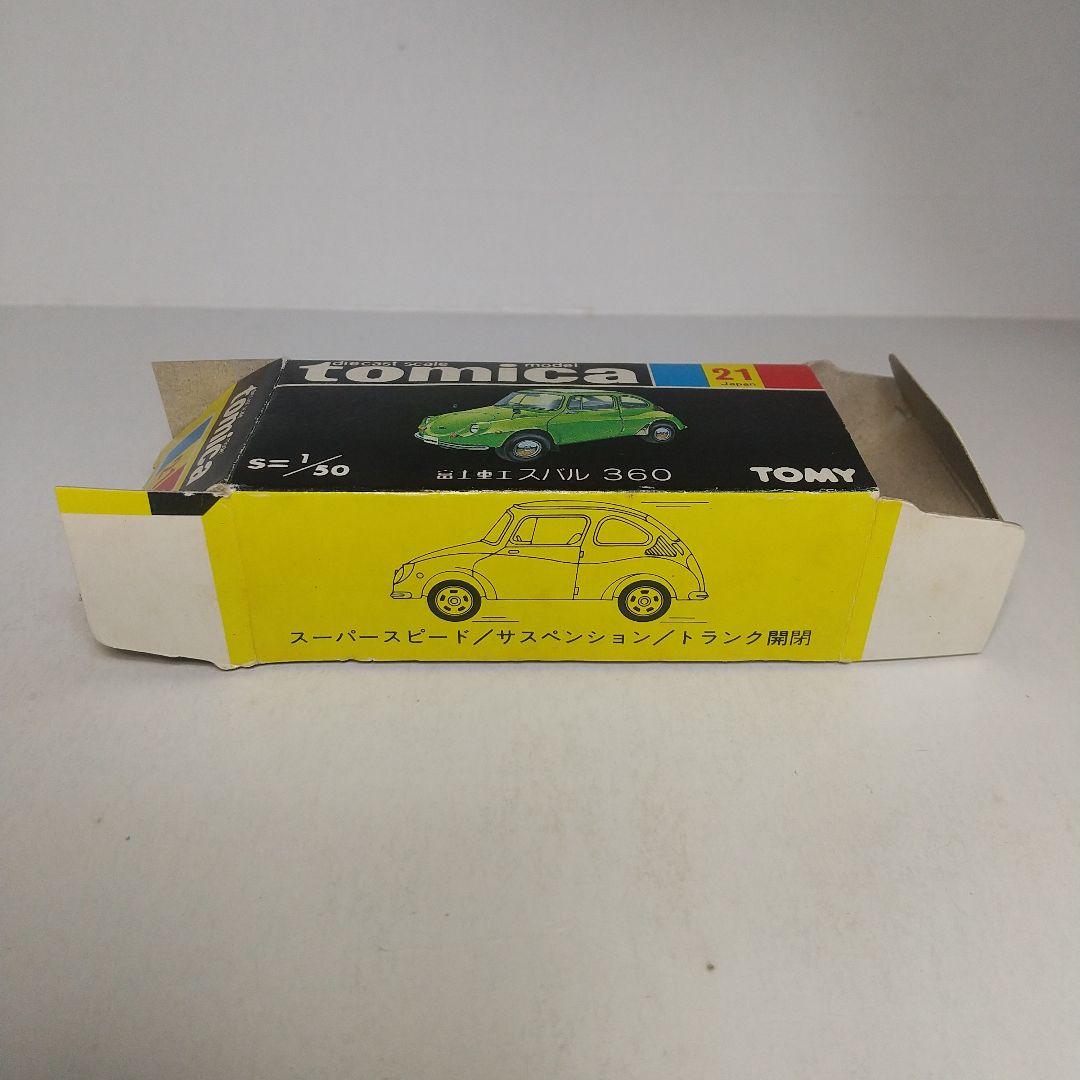 diecast scale model
tomica
21
Japan
S=1/50
富士重工 スバル 360
TOMY
スーパースピード/サスペンション/トランク開閉
tomica
21